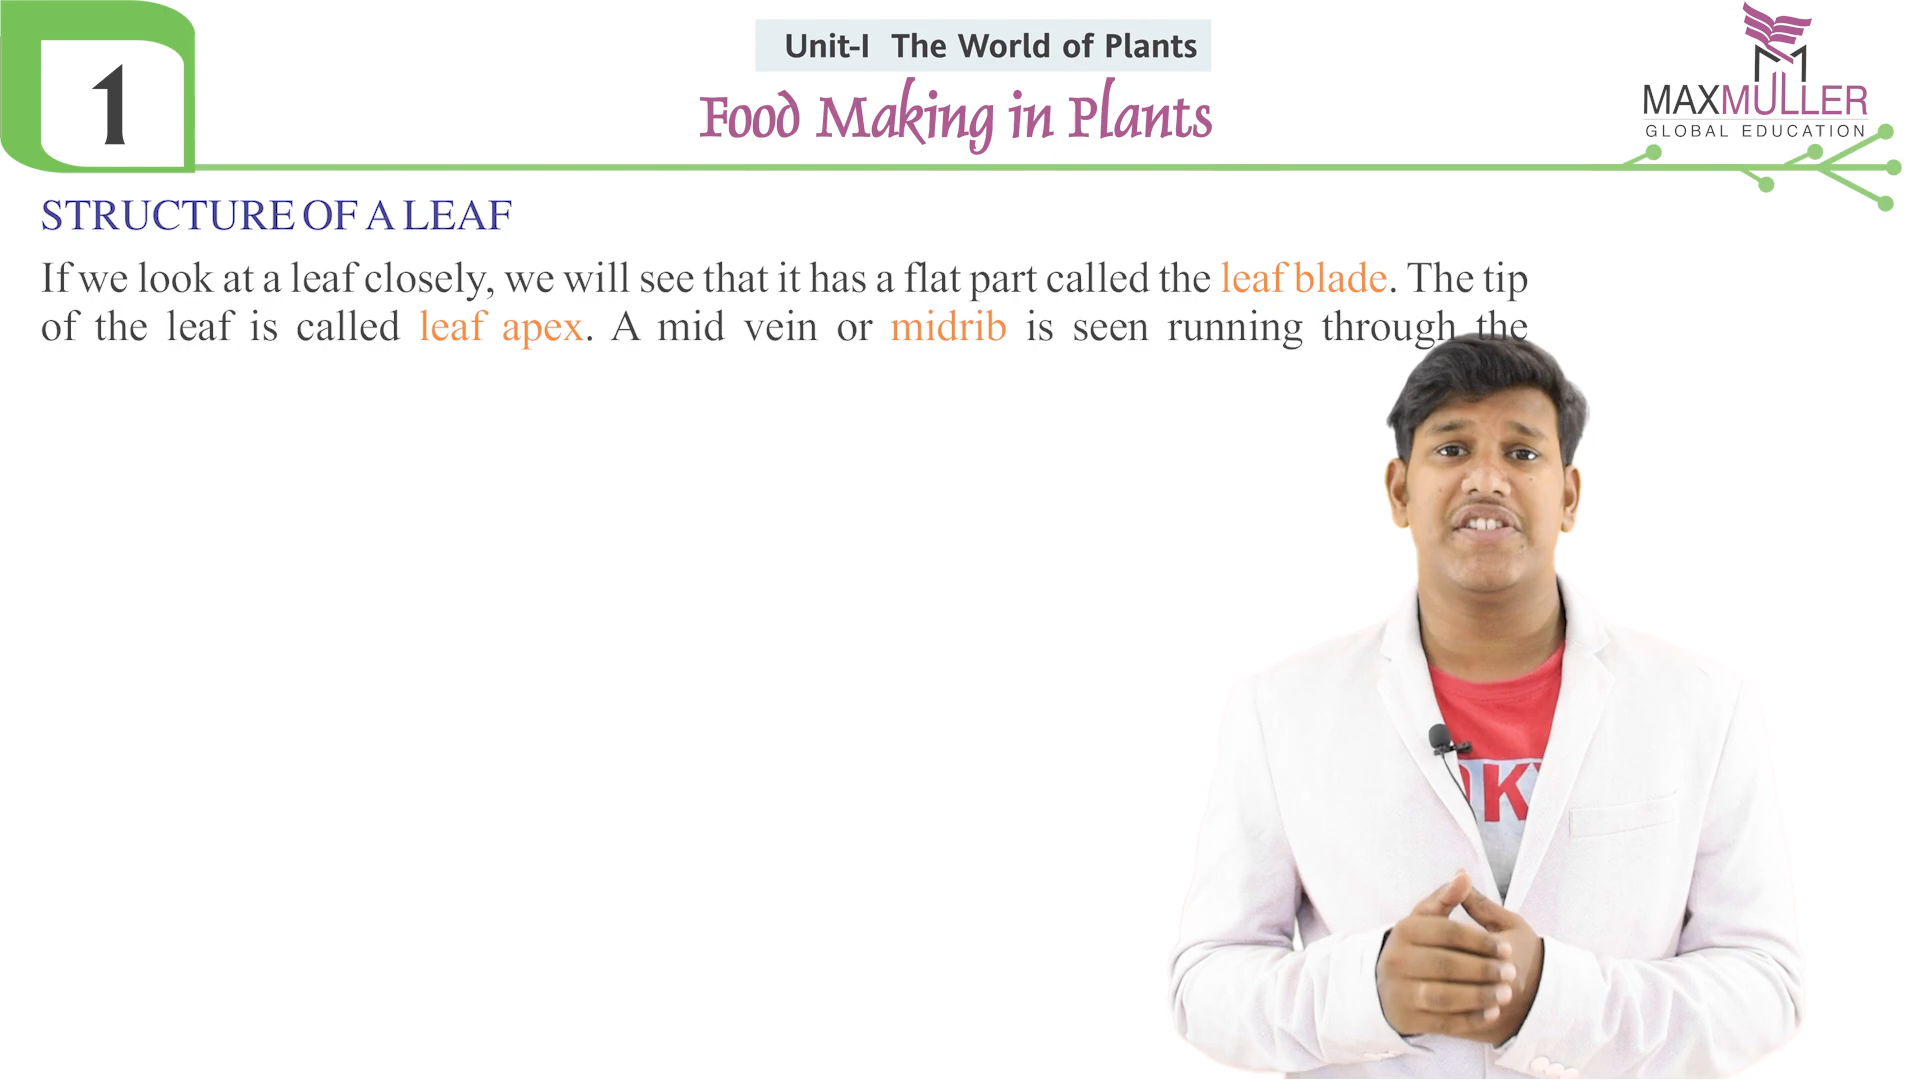 1
Unit-I The World of Plants
Food Making in Plants
MAXMULLER
GLOBAL EDUCATION
STRUCTURE OF A LEAF
If we look at a leaf closely, we will see that it has a flat part called the leaf blade. The tip
of the leaf is called leaf apex. A mid vein or midrib is seen running through the